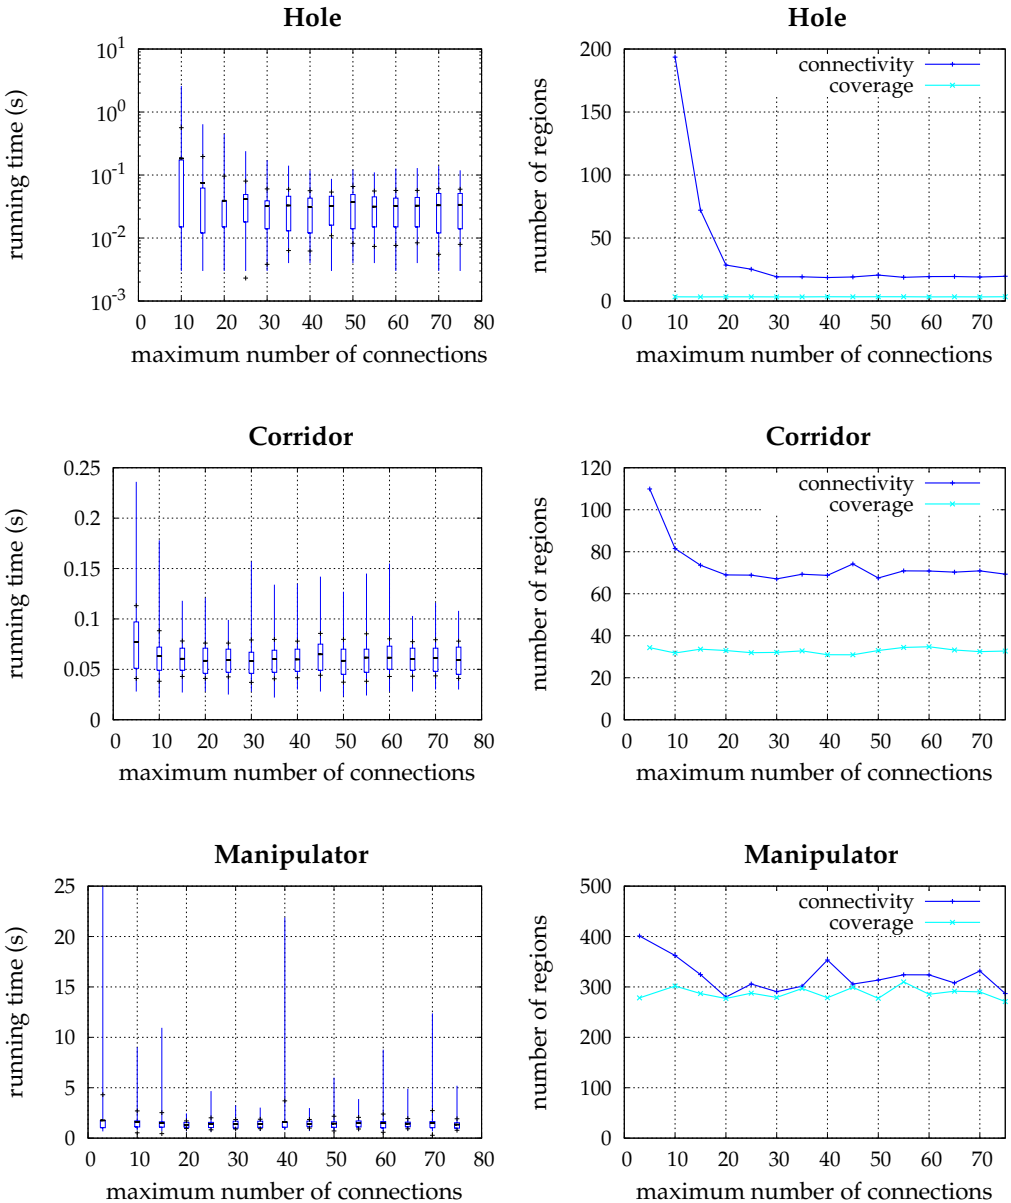 Hole
running time (s)
10^1
10^0
10^-1
10^-2
10^-3
0 10 20 30 40 50 60 70 80
maximum number of connections
Hole
number of regions
200
150
100
50
0
connectivity
coverage
0 10 20 30 40 50 60 70
maximum number of connections
Corridor
running time (s)
0.25
0.2
0.15
0.1
0.05
0
0 10 20 30 40 50 60 70 80
maximum number of connections
Corridor
number of regions
120
100
80
60
40
20
0
connectivity
coverage
0 10 20 30 40 50 60 70
maximum number of connections
Manipulator
running time (s)
25
20
15
10
5
0
0 10 20 30 40 50 60 70 80
maximum number of connections
Manipulator
number of regions
500
400
300
200
100
0
connectivity
coverage
0 10 20 30 40 50 60 70
maximum number of connections